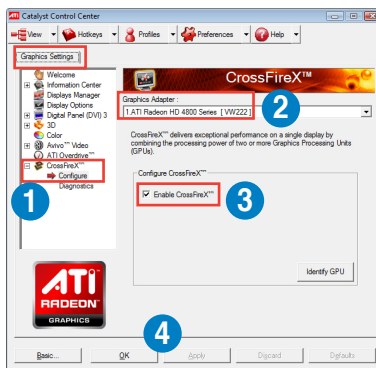 Catalyst Control Center
View Hotkeys Profiles Preferences Help
Graphics Settings
Welcome
Information Center
Displays Manager
Display Options
Digital Panel (DVI) 3
3D
Color
Avivo™ Video
ATI Overdrive™
CrossFireX™
Configure
Diagnostics
1
CrossFireX™
Graphics Adapter :
1.ATI Radeon HD 4800 Series [ VW222 ]
2
CrossFireX™ delivers exceptional performance on a single display by
combining the processing power of two or more Graphics Processing Units
(GPUs).
Configure CrossFireX™
Enable CrossFireX™
3
Identify GPU
ATI
RADEON
GRAPHICS
4
Basic... OK Apply Discard Defaults